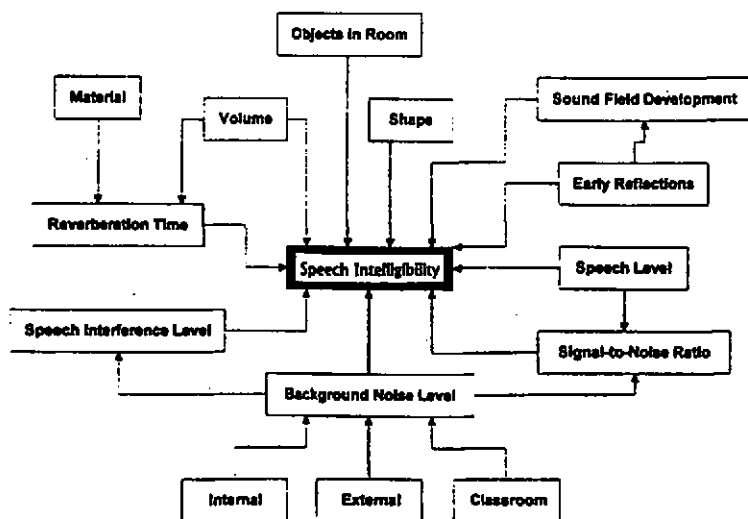 Objects in Room
Material
Volume
Shape
Sound Field Development
Early Reflections
Reverberation Time
Speech Intelligibility
Speech Level
Speech Interference Level
Signal-to-Noise Ratio
Background Noise Level
Internal
External
Classroom